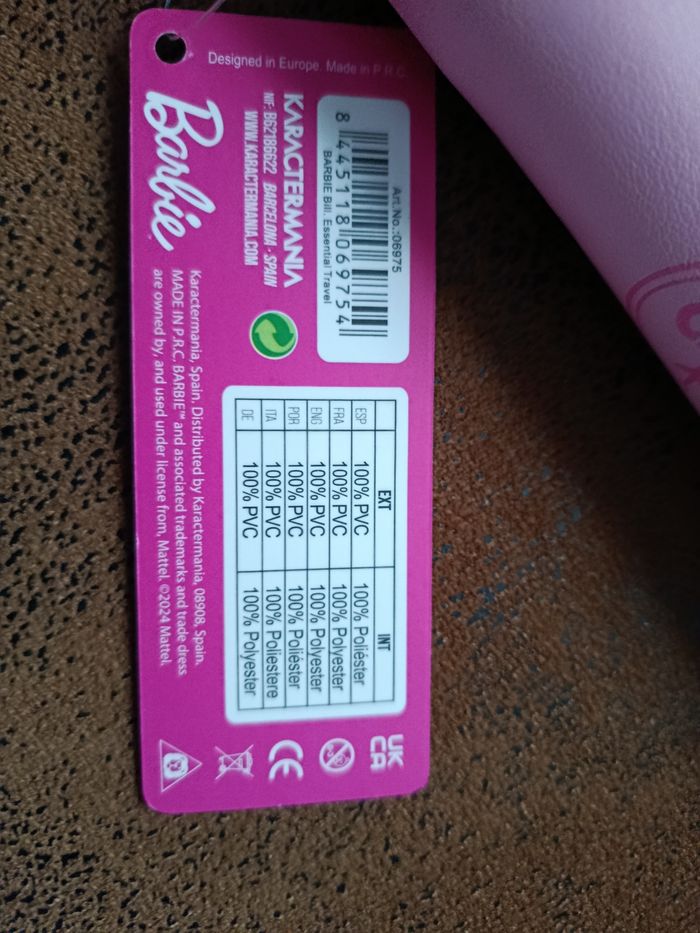 Designed in Europe. Made in P.R.C.
Art.No.:06975
8 445118 069754
BARBIE Bill. Essential Travel
KARACTERMANIA
NIF: B62186622 BARCELONA - SPAIN
WWW.KARACTERMANIA.COM
Barbie
EXT INT
ESP 100% PVC 100% Poliéster
FRA 100% PVC 100% Polyester
ENG 100% PVC 100% Polyester
POR 100% PVC 100% Poliéster
ITA 100% PVC 100% Poliestere
DE 100% PVC 100% Polyester
Karactermania, Spain. Distributed by Karactermania, 08908, Spain.
MADE IN P.R.C. BARBIE™ and associated trademarks and trade dress
are owned by, and used under license from, Mattel. ©2024 Mattel.
UK
CA
0-3
CE